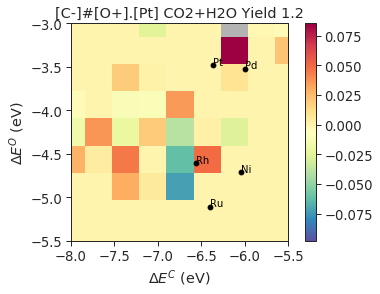 [C-]#[O+].[Pt] CO2+H2O Yield 1.2
ΔE^O (eV)
−3.0
−3.5
−4.0
−4.5
−5.0
−5.5
Pt
Pd
Rh
Ni
Ru
−8.0 −7.5 −7.0 −6.5 −6.0 −5.5
ΔE^C (eV)
0.075
0.050
0.025
0.000
−0.025
−0.050
−0.075